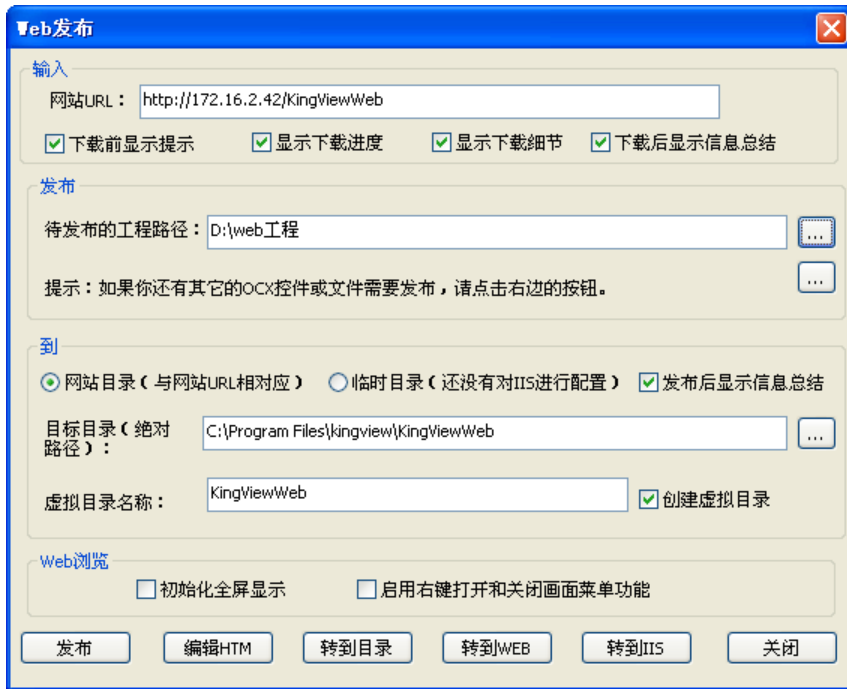 Web发布
输入
网站URL： http://172.16.2.42/KingViewWeb
下载前显示提示 显示下载进度 显示下载细节 下载后显示信息总结
发布
待发布的工程路径： D:\web工程 ...
提示：如果你还有其它的OCX控件或文件需要发布，请点击右边的按钮。 ...
到
网站目录（与网站URL相对应） 临时目录（还没有对IIS进行配置） 发布后显示信息总结
目标目录（绝对
路径）： C:\Program Files\kingview\KingViewWeb ...
虚拟目录名称： KingViewWeb 创建虚拟目录
Web浏览
初始化全屏显示 启用右键打开和关闭画面菜单功能
发布 编辑HTM 转到目录 转到WEB 转到IIS 关闭